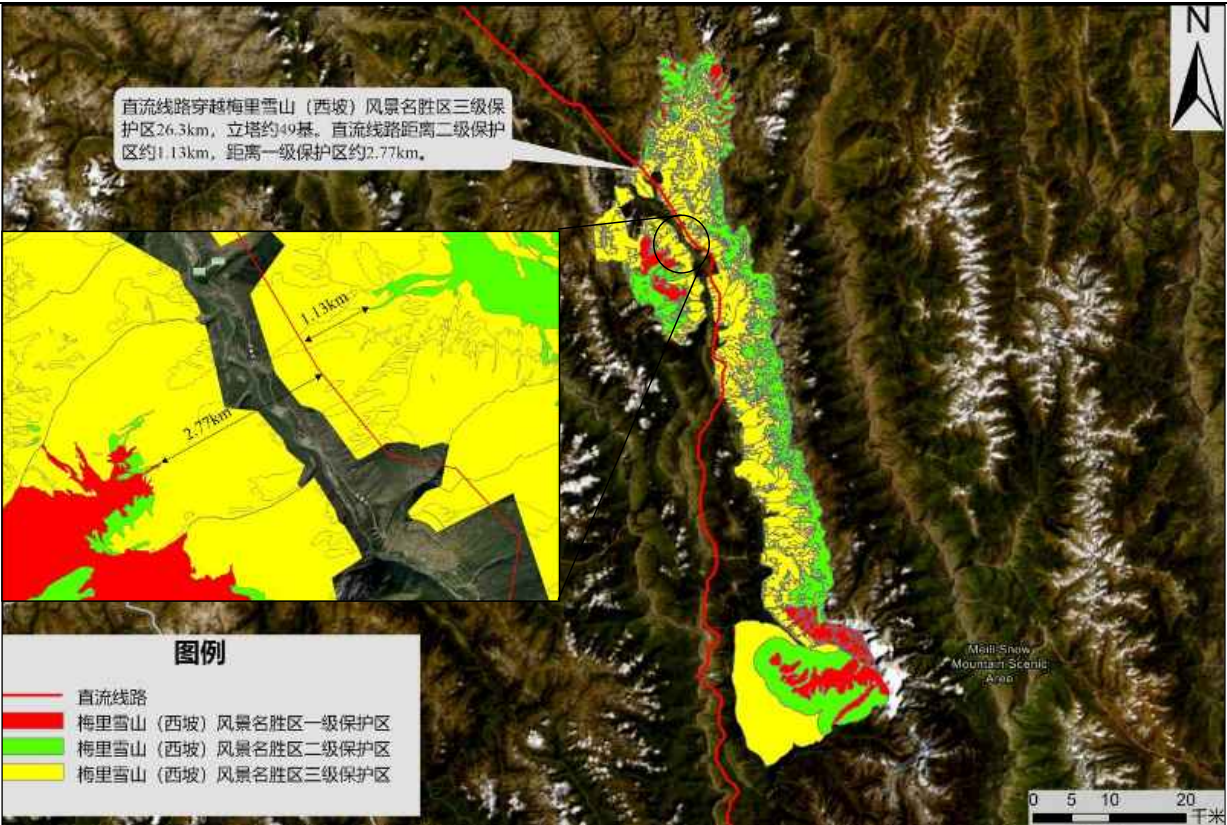 N
直流线路穿越梅里雪山（西坡）风景名胜区三级保
护区26.3km，立塔约49基。直流线路距离二级保护
区约1.13km，距离一级保护区约2.77km。
1.13km
2.77km
Meili Snow
Mountain Scenic
Area
图例
直流线路
梅里雪山（西坡）风景名胜区一级保护区
梅里雪山（西坡）风景名胜区二级保护区
梅里雪山（西坡）风景名胜区三级保护区
0 5 10 20
千米